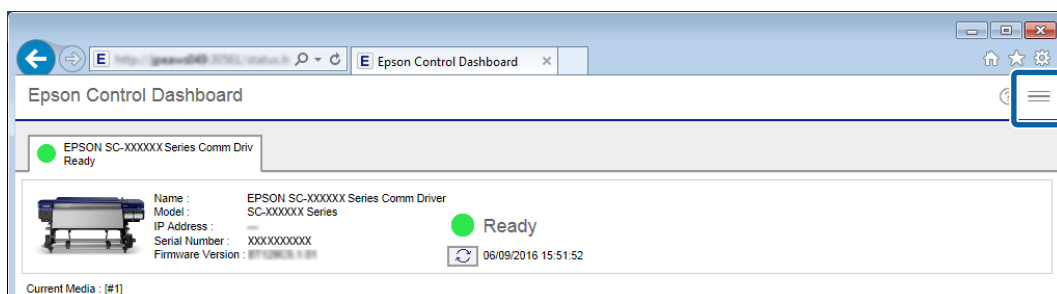 Epson Control Dashboard
Epson Control Dashboard
EPSON SC-XXXXXX Series Comm Driv
Ready
Name : EPSON SC-XXXXXX Series Comm Driver
Model : SC-XXXXXX Series
IP Address : —
Serial Number : XXXXXXXXXX
Firmware Version :
Ready
06/09/2016 15:51:52
Current Media : [#1]